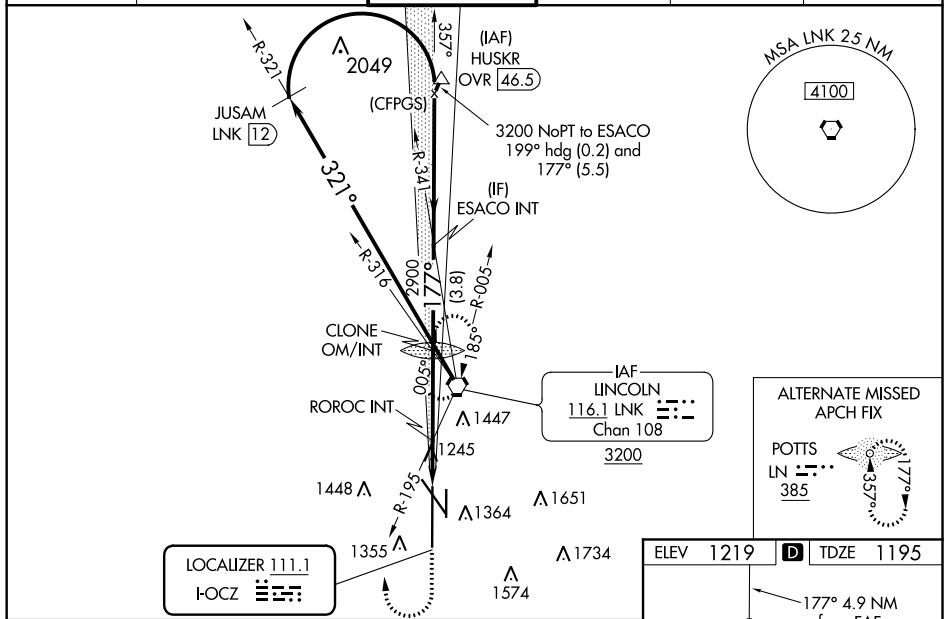 R-321
2049
357°
(IAF)
HUSKR
OVR 46.5
(CFPGS)
JUSAM
LNK 12
3200 NoPT to ESACO
199° hdg (0.2) and
177° (5.5)
MSA LNK 25 NM
4100
R-341
321°
(IF)
ESACO INT
R-316
2900
177°
(3.8)
R-005
185°
CLONE
OM/INT
005°
ROROC INT
IAF
LINCOLN
116.1 LNK
Chan 108
3200
1447
1245
R-195
1448
1364
1651
1355
1734
1574
LOCALIZER 111.1
I-OCZ
ALTERNATE MISSED
APCH FIX
POTTS
LN
385
357°
177°
ELEV 1219 D TDZE 1195
177° 4.9 NM
from FAF